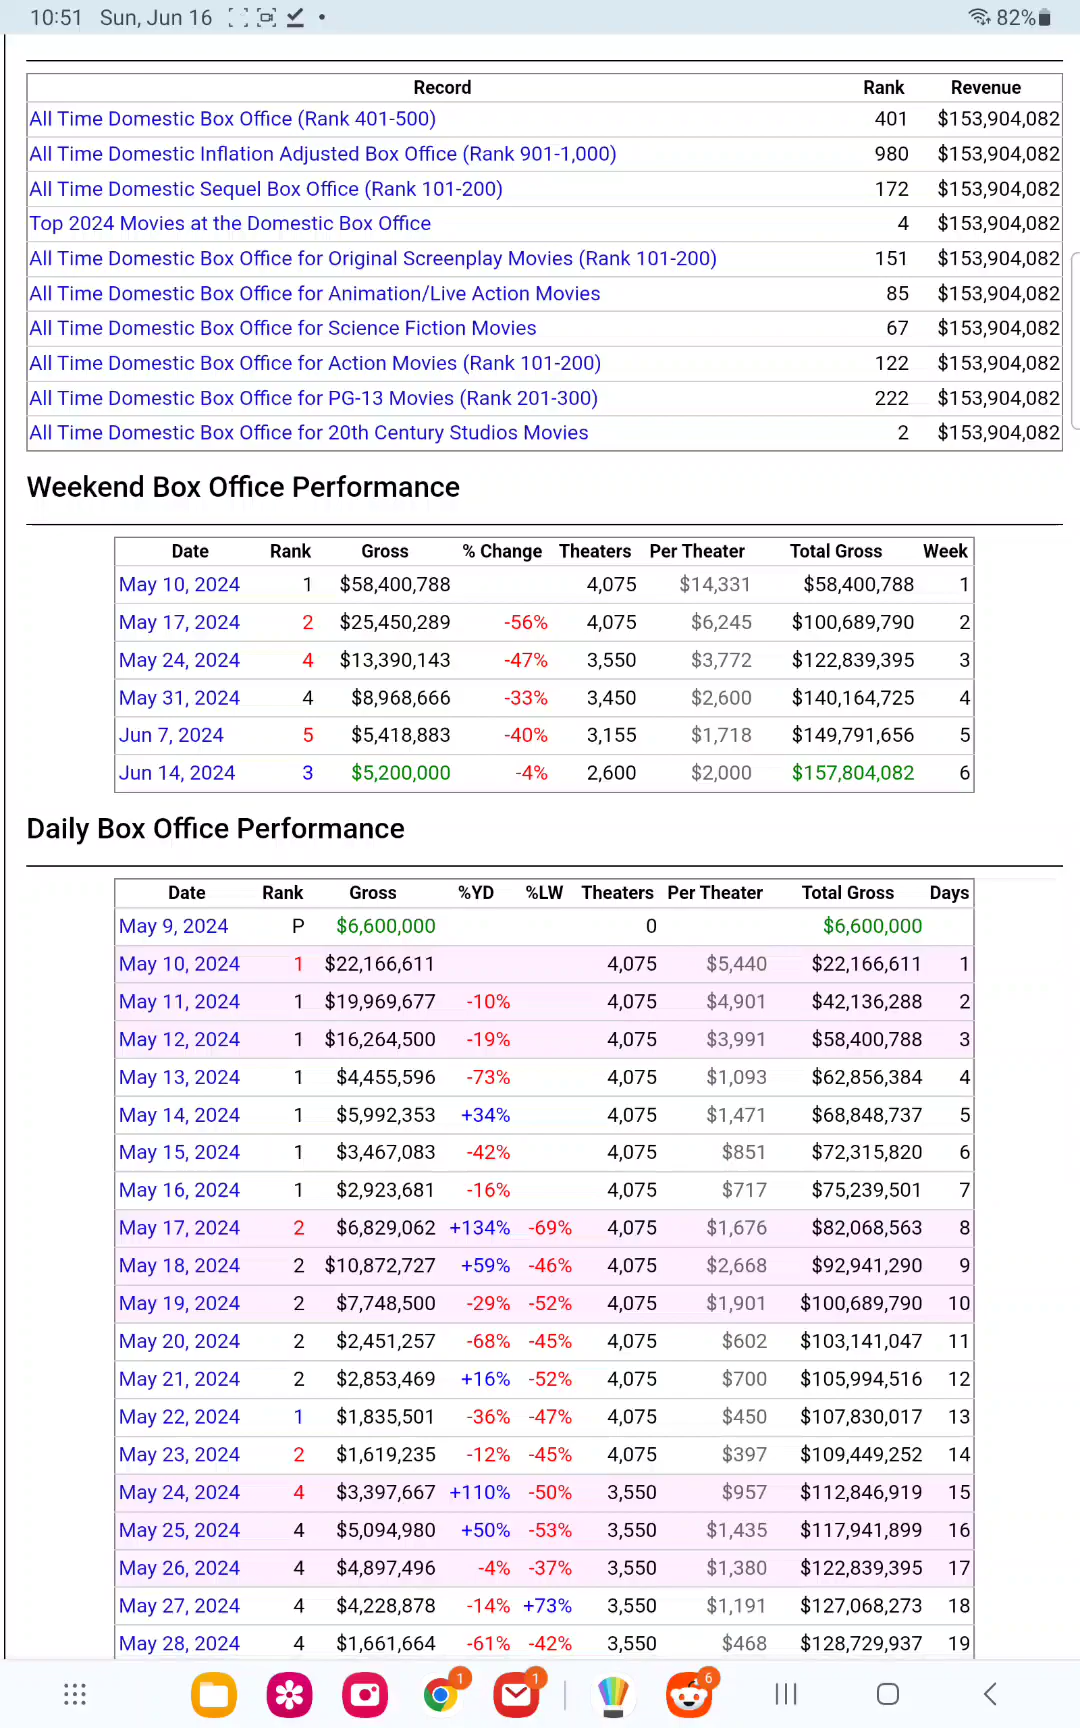 10:51 Sun, Jun 16 82%
Record Rank Revenue
All Time Domestic Box Office (Rank 401-500) 401 $153,904,082
All Time Domestic Inflation Adjusted Box Office (Rank 901-1,000) 980 $153,904,082
All Time Domestic Sequel Box Office (Rank 101-200) 172 $153,904,082
Top 2024 Movies at the Domestic Box Office 4 $153,904,082
All Time Domestic Box Office for Original Screenplay Movies (Rank 101-200) 151 $153,904,082
All Time Domestic Box Office for Animation/Live Action Movies 85 $153,904,082
All Time Domestic Box Office for Science Fiction Movies 67 $153,904,082
All Time Domestic Box Office for Action Movies (Rank 101-200) 122 $153,904,082
All Time Domestic Box Office for PG-13 Movies (Rank 201-300) 222 $153,904,082
All Time Domestic Box Office for 20th Century Studios Movies 2 $153,904,082
Weekend Box Office Performance
Date Rank Gross % Change Theaters Per Theater Total Gross Week
May 10, 2024 1 $58,400,788 4,075 $14,331 $58,400,788 1
May 17, 2024 2 $25,450,289 -56% 4,075 $6,245 $100,689,790 2
May 24, 2024 4 $13,390,143 -47% 3,550 $3,772 $122,839,395 3
May 31, 2024 4 $8,968,666 -33% 3,450 $2,600 $140,164,725 4
Jun 7, 2024 5 $5,418,883 -40% 3,155 $1,718 $149,791,656 5
Jun 14, 2024 3 $5,200,000 -4% 2,600 $2,000 $157,804,082 6
Daily Box Office Performance
Date Rank Gross %YD %LW Theaters Per Theater Total Gross Days
May 9, 2024 P $6,600,000 0 $6,600,000
May 10, 2024 1 $22,166,611 4,075 $5,440 $22,166,611 1
May 11, 2024 1 $19,969,677 -10% 4,075 $4,901 $42,136,288 2
May 12, 2024 1 $16,264,500 -19% 4,075 $3,991 $58,400,788 3
May 13, 2024 1 $4,455,596 -73% 4,075 $1,093 $62,856,384 4
May 14, 2024 1 $5,992,353 +34% 4,075 $1,471 $68,848,737 5
May 15, 2024 1 $3,467,083 -42% 4,075 $851 $72,315,820 6
May 16, 2024 1 $2,923,681 -16% 4,075 $717 $75,239,501 7
May 17, 2024 2 $6,829,062 +134% -69% 4,075 $1,676 $82,068,563 8
May 18, 2024 2 $10,872,727 +59% -46% 4,075 $2,668 $92,941,290 9
May 19, 2024 2 $7,748,500 -29% -52% 4,075 $1,901 $100,689,790 10
May 20, 2024 2 $2,451,257 -68% -45% 4,075 $602 $103,141,047 11
May 21, 2024 2 $2,853,469 +16% -52% 4,075 $700 $105,994,516 12
May 22, 2024 1 $1,835,501 -36% -47% 4,075 $450 $107,830,017 13
May 23, 2024 2 $1,619,235 -12% -45% 4,075 $397 $109,449,252 14
May 24, 2024 4 $3,397,667 +110% -50% 3,550 $957 $112,846,919 15
May 25, 2024 4 $5,094,980 +50% -53% 3,550 $1,435 $117,941,899 16
May 26, 2024 4 $4,897,496 -4% -37% 3,550 $1,380 $122,839,395 17
May 27, 2024 4 $4,228,878 -14% +73% 3,550 $1,191 $127,068,273 18
May 28, 2024 4 $1,661,664 -61% -42% 3,550 $468 $128,729,937 19
1 1 6